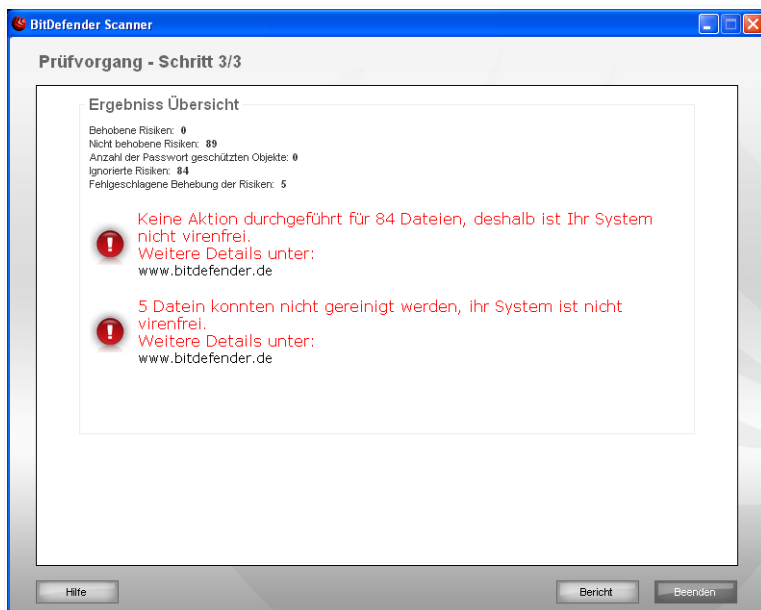 BitDefender Scanner
Prüfvorgang - Schritt 3/3
Ergebniss Übersicht
Behobene Risiken: 0
Nicht behobene Risiken: 89
Anzahl der Passwort geschützten Objekte: 0
Ignorierte Risiken: 84
Fehlgeschlagene Behebung der Risiken: 5
Keine Aktion durchgeführt für 84 Dateien, deshalb ist Ihr System
nicht virenfrei.
Weitere Details unter:
www.bitdefender.de
5 Datein konnten nicht gereinigt werden, ihr System ist nicht
virenfrei.
Weitere Details unter:
www.bitdefender.de
Hilfe
Bericht
Beenden